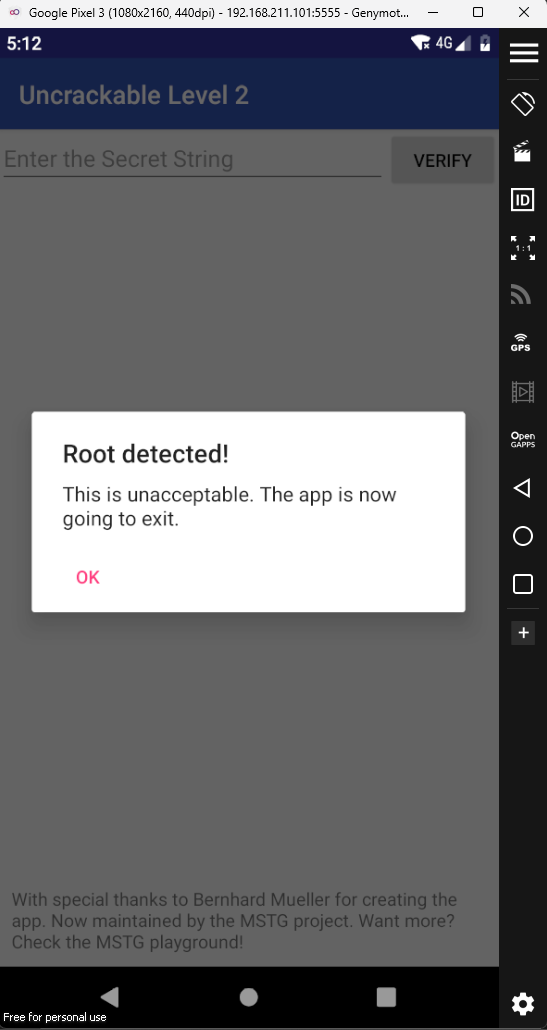 Google Pixel 3 (1080x2160, 440dpi) - 192.168.211.101:5555 - Genymot...
5:12
4G
Uncrackable Level 2
Enter the Secret String
VERIFY
ID
1:1
GPS
Open
GAPPS
Root detected!
This is unacceptable. The app is now
going to exit.
OK
With special thanks to Bernhard Mueller for creating the
app. Now maintained by the MSTG project. Want more?
Check the MSTG playground!
Free for personal use